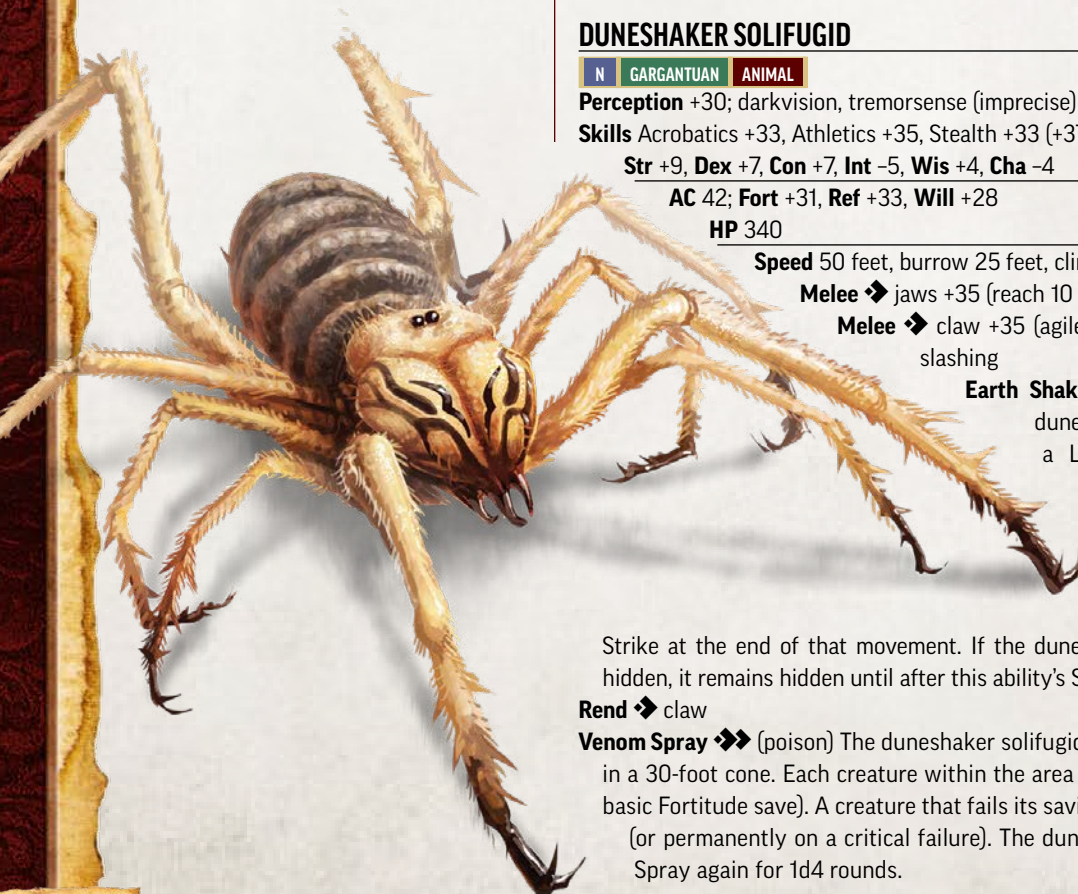 DUNESHAKER SOLIFUGID
N GARGANTUAN ANIMAL
Perception +30; darkvision, tremorsense (imprecise)
Skills Acrobatics +33, Athletics +35, Stealth +33 (+37
Str +9, Dex +7, Con +7, Int –5, Wis +4, Cha –4
AC 42; Fort +31, Ref +33, Will +28
HP 340
Speed 50 feet, burrow 25 feet,
Melee jaws +35 (reach 10
Melee claw +35 (agile
slashing
Earth
a
Strike at the end of that movement. If the
hidden, it remains hidden until after this ability's
Rend claw
Venom Spray (poison) The duneshaker solifugid
in a 30-foot cone. Each creature within the area
basic Fortitude save). A creature that fails its
(or permanently on a critical failure). The
Spray again for 1d4 rounds.